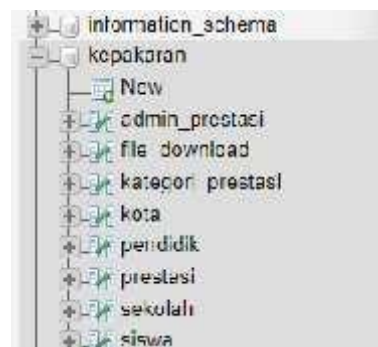 information_schema
kepakaran
New
admin_prestasi
file_download
kategori_prestasi
kota
pendidik
prestasi
sekolah
siswa